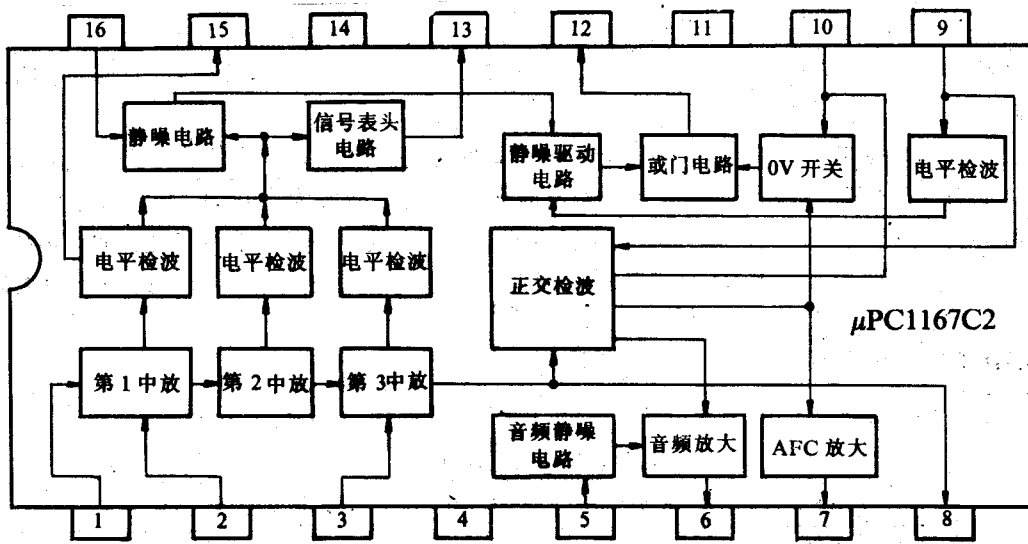 16 15 14 13 12 11 10 9
静噪电路
信号表头
电路
静噪驱动
电路
或门电路
0V 开关
电平检波
电平检波
电平检波
电平检波
正交检波
μPC1167C2
第1中放
第2中放
第3中放
音频静噪
电路
音频放大
AFC 放大
1 2 3 4 5 6 7 8